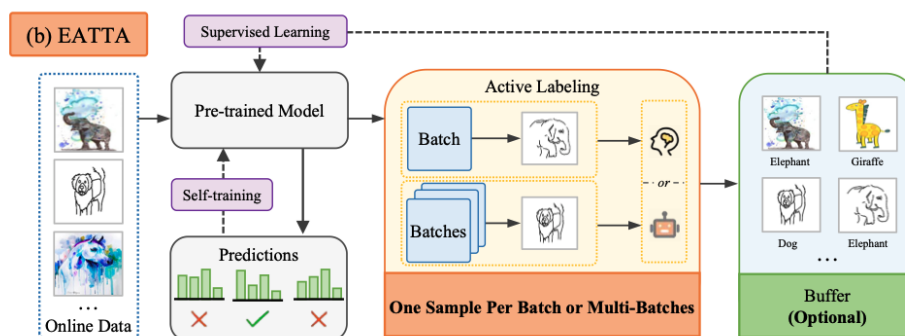 (b) EATTA
Supervised Learning
Pre-trained Model
Self-training
Predictions
...
Online Data
Active Labeling
Batch
Batches
or
One Sample Per Batch or Multi-Batches
Elephant
Giraffe
Dog
Elephant
...
Buffer
(Optional)